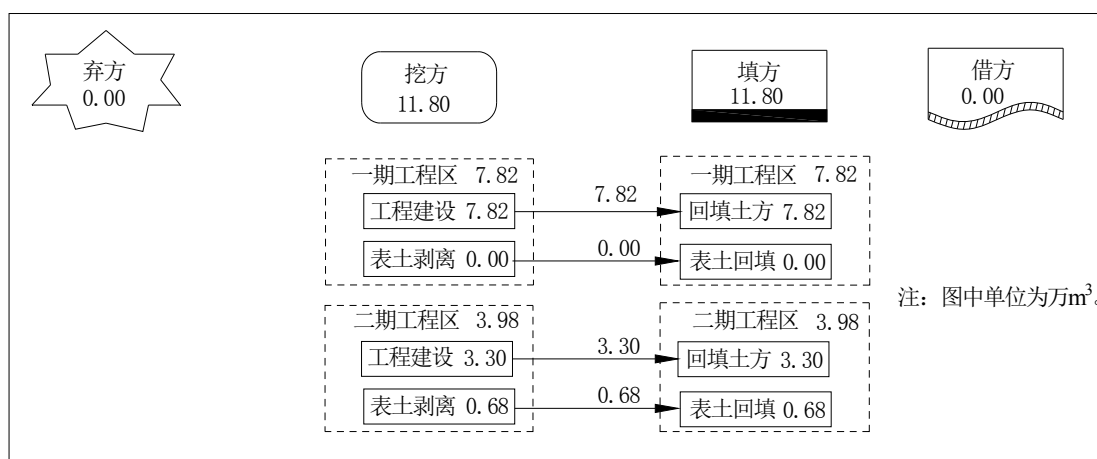 弃方
0.00
挖方
11.80
填方
11.80
借方
0.00
一期工程区 7.82
工程建设 7.82
表土剥离 0.00
7.82
0.00
一期工程区 7.82
回填土方 7.82
表土回填 0.00
二期工程区 3.98
工程建设 3.30
表土剥离 0.68
3.30
0.68
二期工程区 3.98
回填土方 3.30
表土回填 0.68
注：图中单位为万m³。